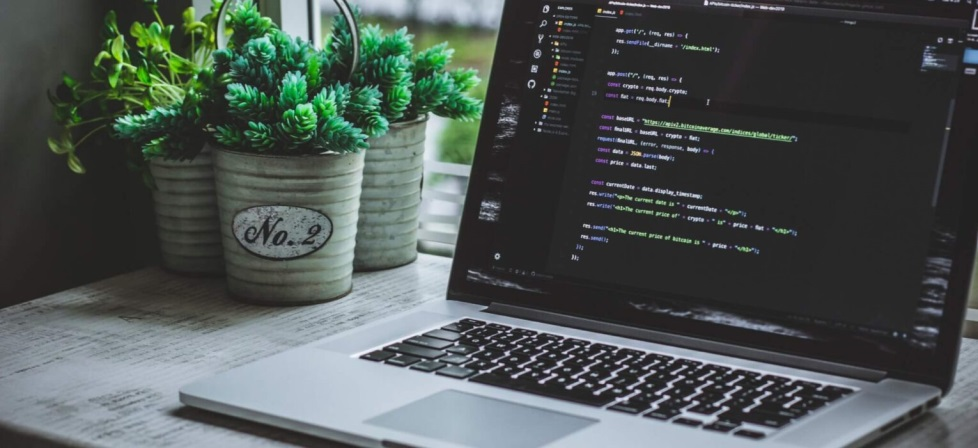 No. 2
index.js
app.get("/", (req, res) => {
res.sendFile(__dirname + '/index.html');
});
app.post("/", (req, res) => {
const crypto = req.body.crypto;
const fiat = req.body.fiat;
const baseURL = "https://apiv2.bitcoinaverage.com/indices/global/ticker/";
const finalURL = baseURL + crypto + fiat;
request(finalURL, (error, response, body) => {
const data = JSON.parse(body);
const price = data.last;
const currentDate = data.display_timestamp;
res.write("<p>The current date is " + currentDate + "</p>");
res.write("<h1>The current price of" + crypto + " is" + price + fiat + "</h1>");
res.send("<h1>The current price of bitcoin is " + price + "</h1>");
res.send();
});
});